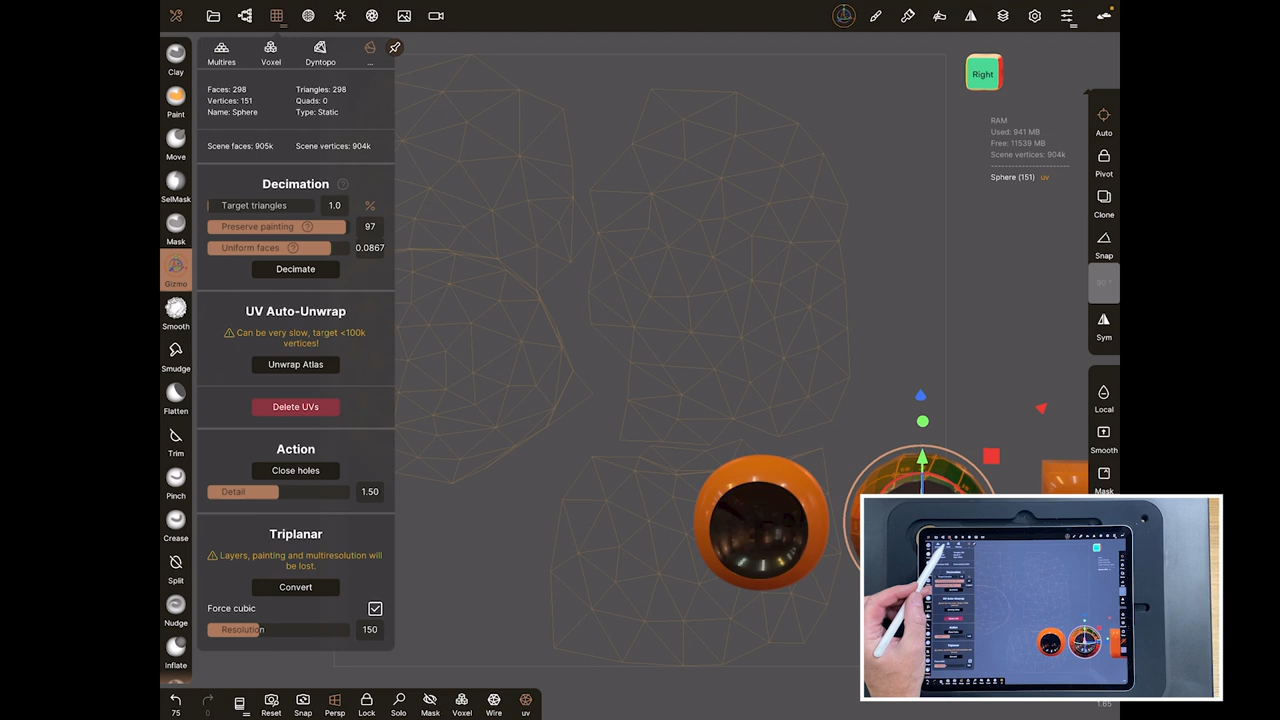 Clay
Paint
Move
SelMask
Mask
Gizmo
Smooth
Smudge
Flatten
Trim
Pinch
Crease
Split
Nudge
Inflate
Multires
Voxel
Dyntopo
...
Faces: 298
Triangles: 298
Vertices: 151
Quads: 0
Name: Sphere
Type: Static
Scene faces: 905k
Scene vertices: 904k
Decimation ?
Target triangles 1.0 %
Preserve painting ? 97
Uniform faces ? 0.0867
Decimate
UV Auto-Unwrap
Can be very slow, target <100k
vertices!
Unwrap Atlas
Delete UVs
Action
Close holes
Detail 1.50
Triplanar
Layers, painting and multiresolution will
be lost.
Convert
Force cubic
Resolution 150
Right
RAM
Used: 941 MB
Free: 11539 MB
Scene vertices: 904k
Sphere (151) uv
Auto
Pivot
Clone
Snap
90 °
Sym
Local
Smooth
Mask
1.65
75
0
Reset
Snap
Persp
Lock
Solo
Mask
Voxel
Wire
uv